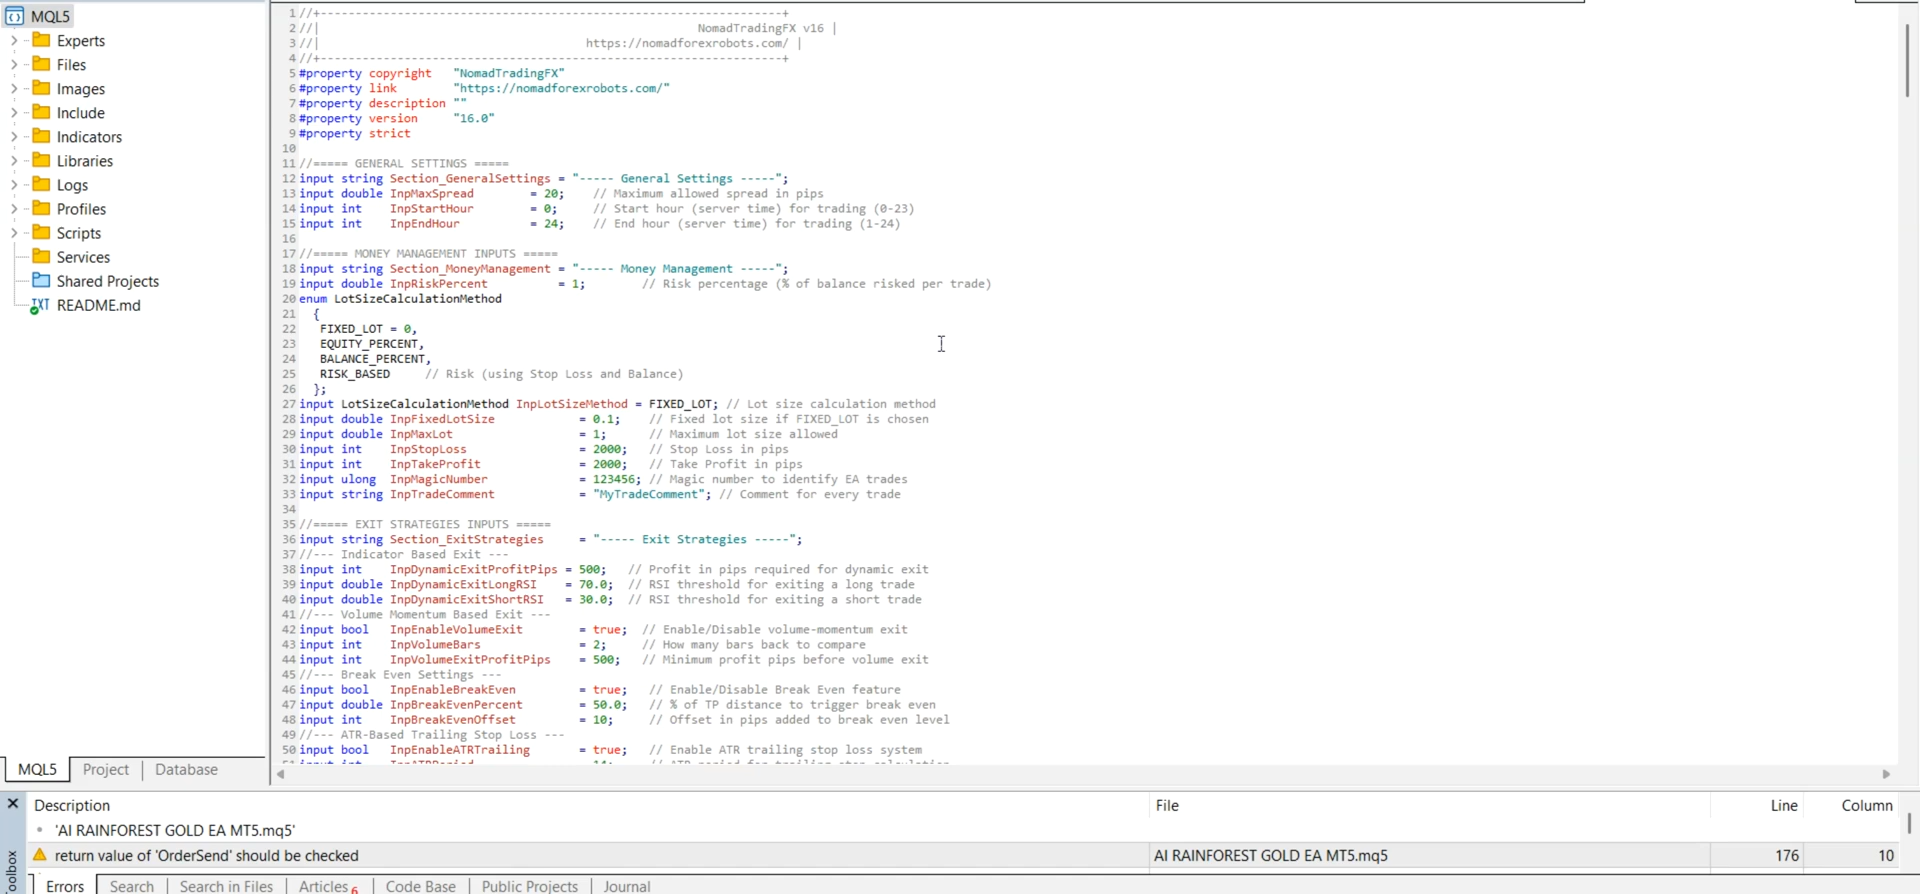 MQL5
Experts
Files
Images
Include
Indicators
Libraries
Logs
Profiles
Scripts
Services
Shared Projects
TXT README.md
MQL5 Project Database
1 //+------------------------------------------------------------------+
2 //| NomadTradingFX v16 |
3 //| https://nomadforexrobots.com/ |
4 //+------------------------------------------------------------------+
5 #property copyright "NomadTradingFX"
6 #property link "https://nomadforexrobots.com/"
7 #property description ""
8 #property version "16.0"
9 #property strict
10
11 //===== GENERAL SETTINGS =====
12 input string Section_GeneralSettings = "----- General Settings -----";
13 input double InpMaxSpread = 20; // Maximum allowed spread in pips
14 input int InpStartHour = 0; // Start hour (server time) for trading (0-23)
15 input int InpEndHour = 24; // End hour (server time) for trading (1-24)
16
17 //===== MONEY MANAGEMENT INPUTS =====
18 input string Section_MoneyManagement = "----- Money Management -----";
19 input double InpRiskPercent = 1; // Risk percentage (% of balance risked per trade)
20 enum LotSizeCalculationMethod
21 {
22 FIXED_LOT = 0,
23 EQUITY_PERCENT,
24 BALANCE_PERCENT,
25 RISK_BASED // Risk (using Stop Loss and Balance)
26 };
27 input LotSizeCalculationMethod InpLotSizeMethod = FIXED_LOT; // Lot size calculation method
28 input double InpFixedLotSize = 0.1; // Fixed lot size if FIXED_LOT is chosen
29 input double InpMaxLot = 1; // Maximum lot size allowed
30 input int InpStopLoss = 2000; // Stop Loss in pips
31 input int InpTakeProfit = 2000; // Take Profit in pips
32 input ulong InpMagicNumber = 123456; // Magic number to identify EA trades
33 input string InpTradeComment = "MyTradeComment"; // Comment for every trade
34
35 //===== EXIT STRATEGIES INPUTS =====
36 input string Section_ExitStrategies = "----- Exit Strategies -----";
37 //--- Indicator Based Exit ---
38 input int InpDynamicExitProfitPips = 500; // Profit in pips required for dynamic exit
39 input double InpDynamicExitLongRSI = 70.0; // RSI threshold for exiting a long trade
40 input double InpDynamicExitShortRSI = 30.0; // RSI threshold for exiting a short trade
41 //--- Volume Momentum Based Exit ---
42 input bool InpEnableVolumeExit = true; // Enable/Disable volume-momentum exit
43 input int InpVolumeBars = 2; // How many bars back to compare
44 input int InpVolumeExitProfitPips = 500; // Minimum profit pips before volume exit
45 //--- Break Even Settings ---
46 input bool InpEnableBreakEven = true; // Enable/Disable Break Even feature
47 input double InpBreakEvenPercent = 50.0; // % of TP distance to trigger break even
48 input int InpBreakEvenOffset = 10; // Offset in pips added to break even level
49 //--- ATR-Based Trailing Stop Loss ---
50 input bool InpEnableATRTrailing = true; // Enable ATR trailing stop loss system
Description File Line Column
'AI RAINFOREST GOLD EA MT5.mq5'
return value of 'OrderSend' should be checked AI RAINFOREST GOLD EA MT5.mq5 176 10
Errors Search Search in Files Articles 6 Code Base Public Projects Journal